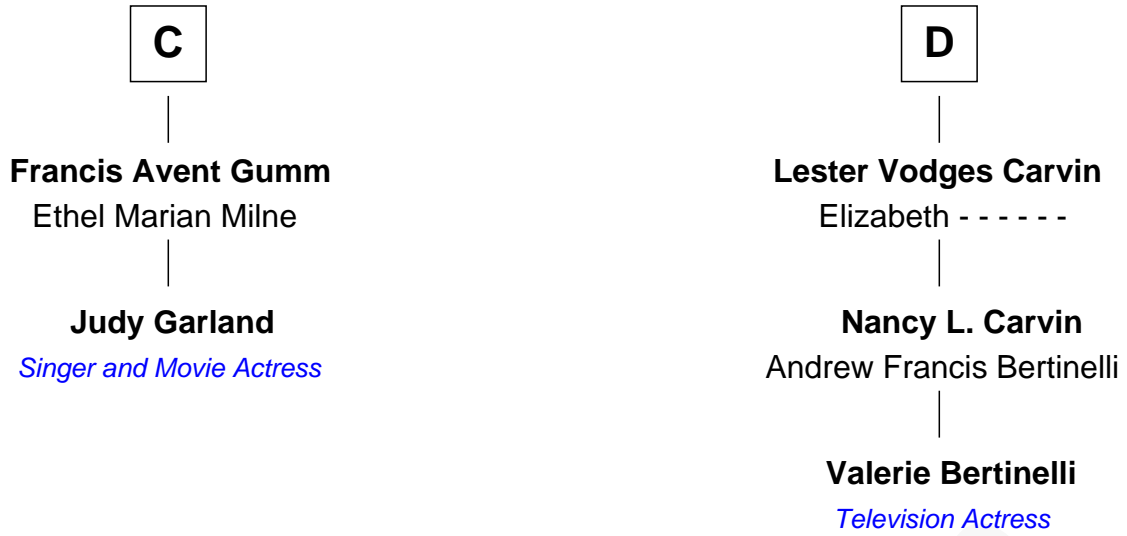 C
Francis Avent Gumm
Ethel Marian Milne
Judy Garland
Singer and Movie Actress
D
Lester Vodges Carvin
Elizabeth - - - - - -
Nancy L. Carvin
Andrew Francis Bertinelli
Valerie Bertinelli
Television Actress